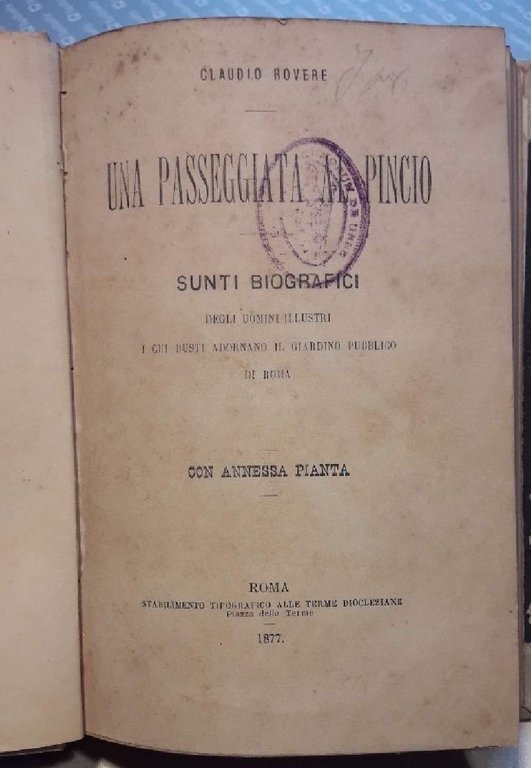 CLAUDIO ROVERE
UNA PASSEGGIATA AL PINCIO
SUNTI BIOGRAFICI
DEGLI UOMINI ILLUSTRI
I CUI BUSTI ADORNANO IL GIARDINO PUBBLICO
DI ROMA
CON ANNESSA PIANTA
ROMA
STABILIMENTO TIPOGRAFICO ALLE TERME DIOCLEZIANE
Piazza delle Terme
1877.